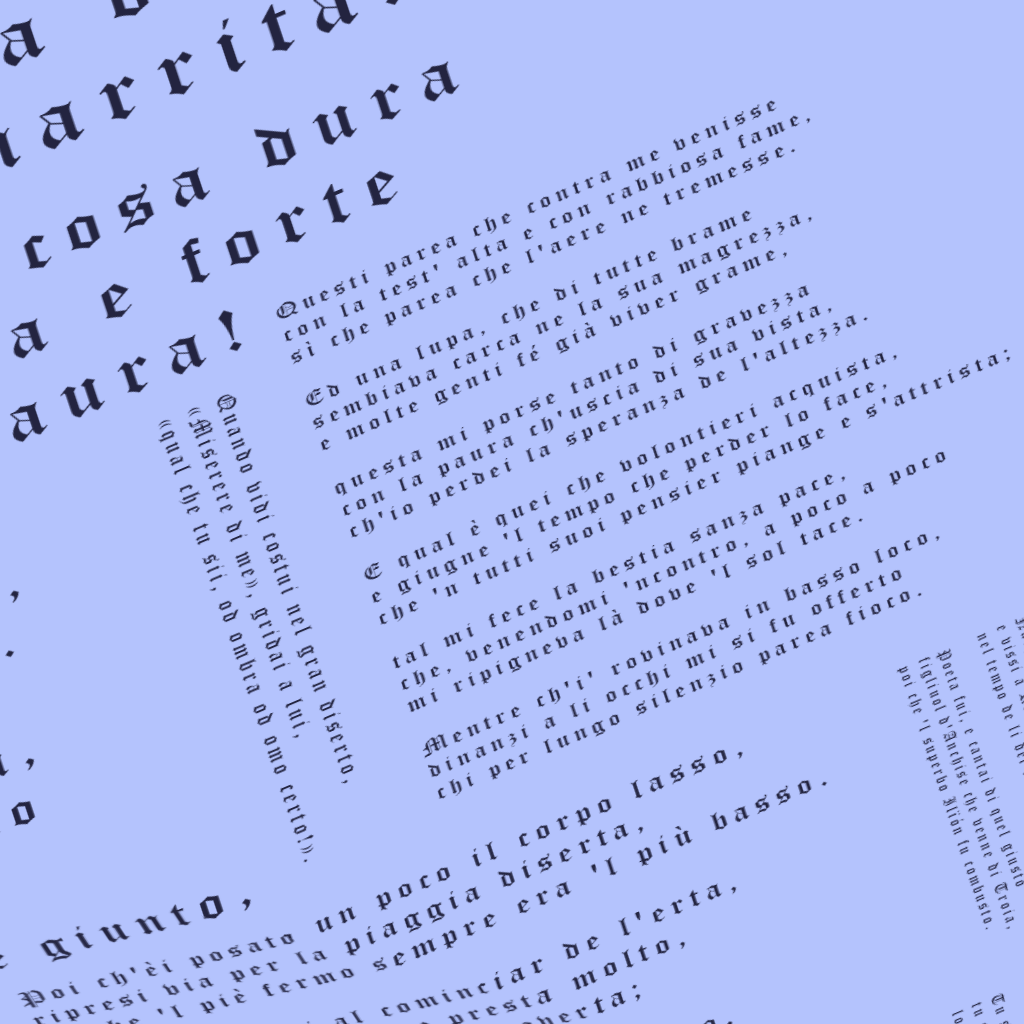 cosa dura
a e forte
aura!
giunto,
Poi ch'èi posato un poco il corpo lasso,
ripresi via per la piaggia diserta,
'l piè fermo sempre era 'l più basso.
al cominciar de l'erta,
presta molto,
Questi parea che contra me venisse
con la test' alta e con rabbiosa fame,
sì che parea che l'aere ne tremesse.
Ed una lupa, che di tutte brame
sembiava carca ne la sua magrezza,
e molte genti fé già viver grame,
questa mi porse tanto di gravezza
con la paura ch'uscia di sua vista,
ch'io perdei la speranza de l'altezza.
E qual è quei che volontieri acquista,
e giugne 'l tempo che perder lo face,
che 'n tutti suoi pensier piange e s'attrista;
tal mi fece la bestia sanza pace,
che, venendomi 'ncontro, a poco a poco
mi ripigneva là dove 'l sol tace.
Mentre ch'i' rovinava in basso loco,
dinanzi a li occhi mi si fu offerto
chi per lungo silenzio parea fioco.
Quando vidi costui nel gran diserto,
«Miserere di me», gridai a lui,
«qual che tu sii, od ombra od omo certo!».
e vissi a
nel tempo de li dèi
Poeta fui, e cantai di quel giusto
figliuol d'Anchise che venne di Troia,
poi che 'l superbo Ilïón fu combusto.